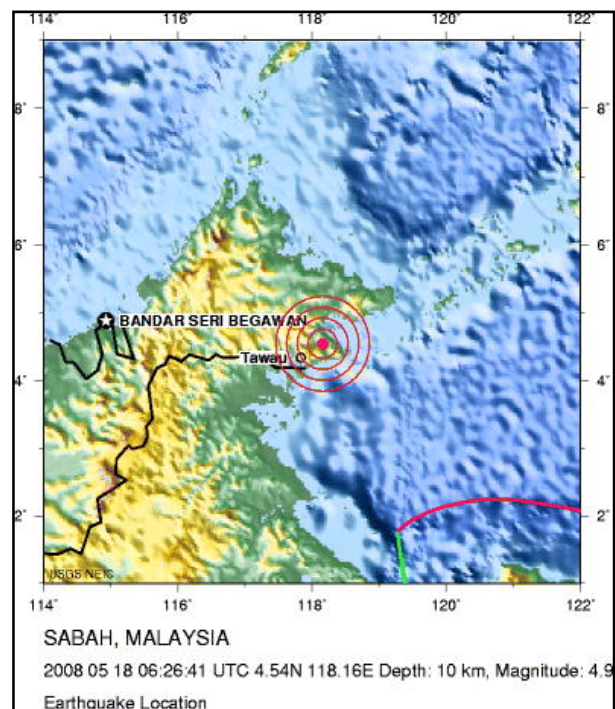 114˚ 116˚ 118˚ 120˚ 122˚
8˚ 8˚
6˚ 6˚
BANDAR SERI BEGAWAN
Tawau
4˚ 4˚
2˚ 2˚
USGS NEIC
114˚ 116˚ 118˚ 120˚ 122˚
SABAH, MALAYSIA
2008 05 18 06:26:41 UTC 4.54N 118.16E Depth: 10 km, Magnitude: 4.9
Earthquake Location